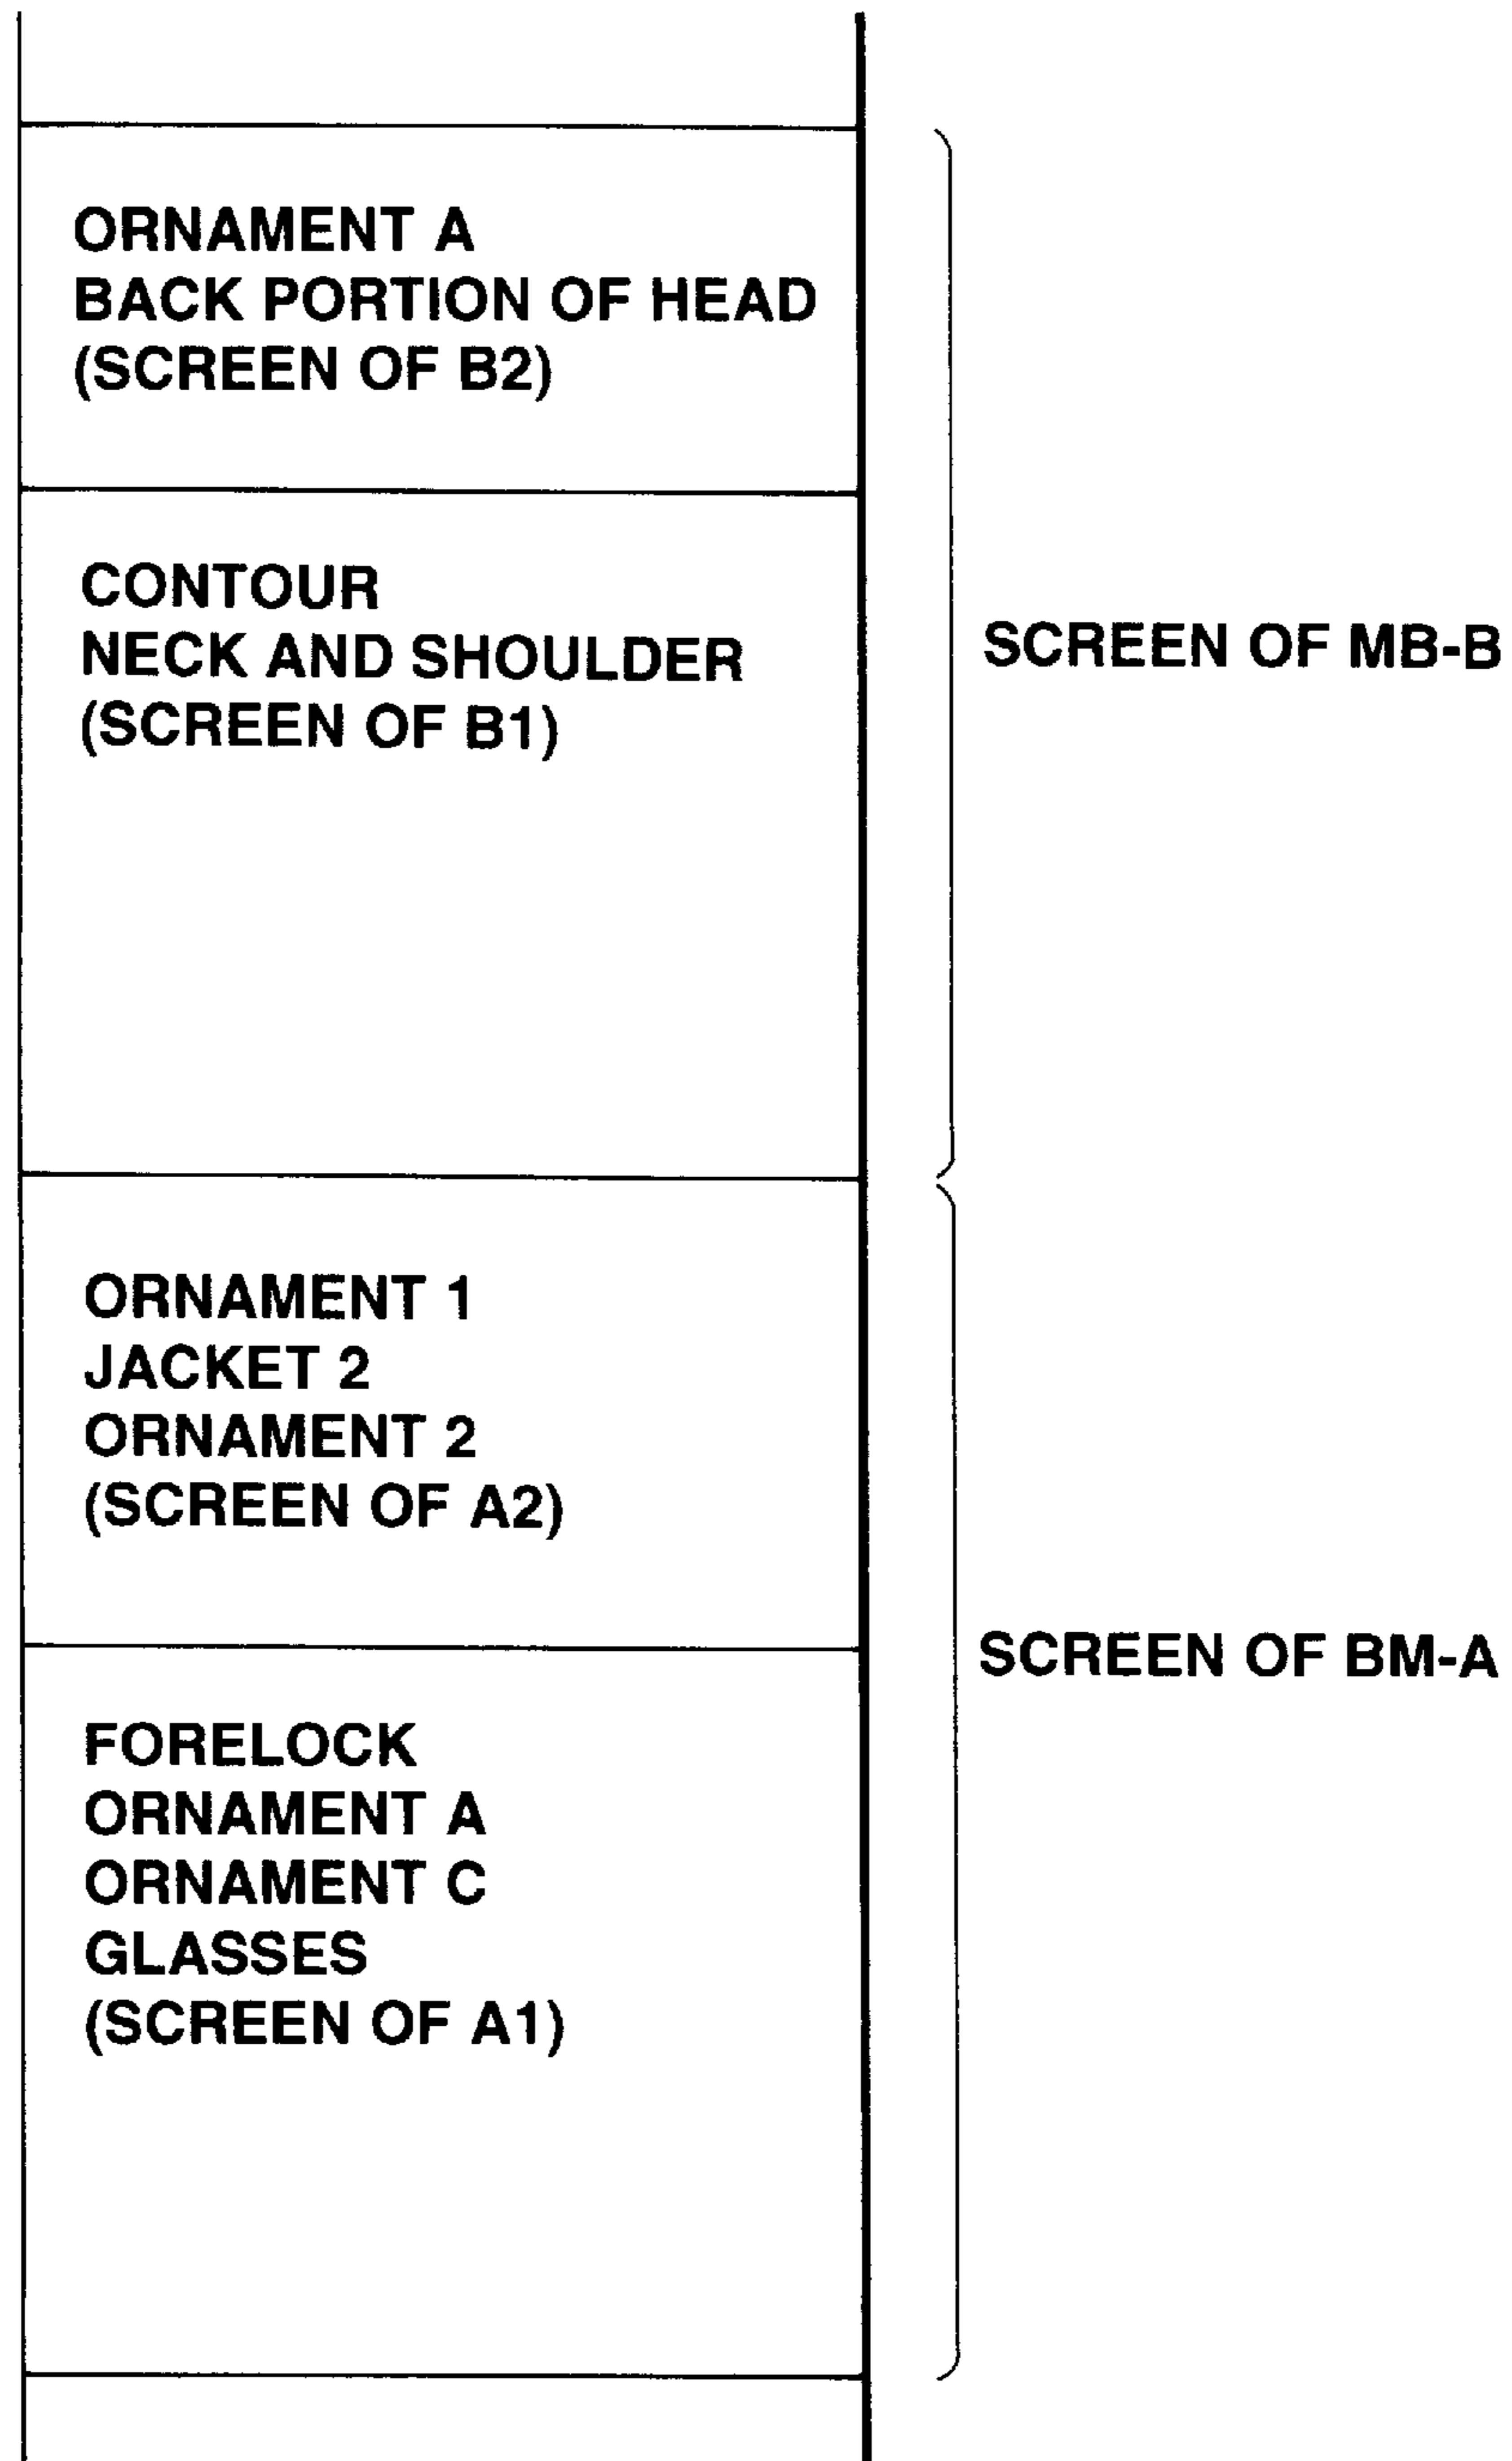 ORNAMENT A
BACK PORTION OF HEAD
(SCREEN OF B2)
CONTOUR
NECK AND SHOULDER
(SCREEN OF B1)
SCREEN OF MB-B
ORNAMENT 1
JACKET 2
ORNAMENT 2
(SCREEN OF A2)
SCREEN OF BM-A
FORELOCK
ORNAMENT A
ORNAMENT C
GLASSES
(SCREEN OF A1)